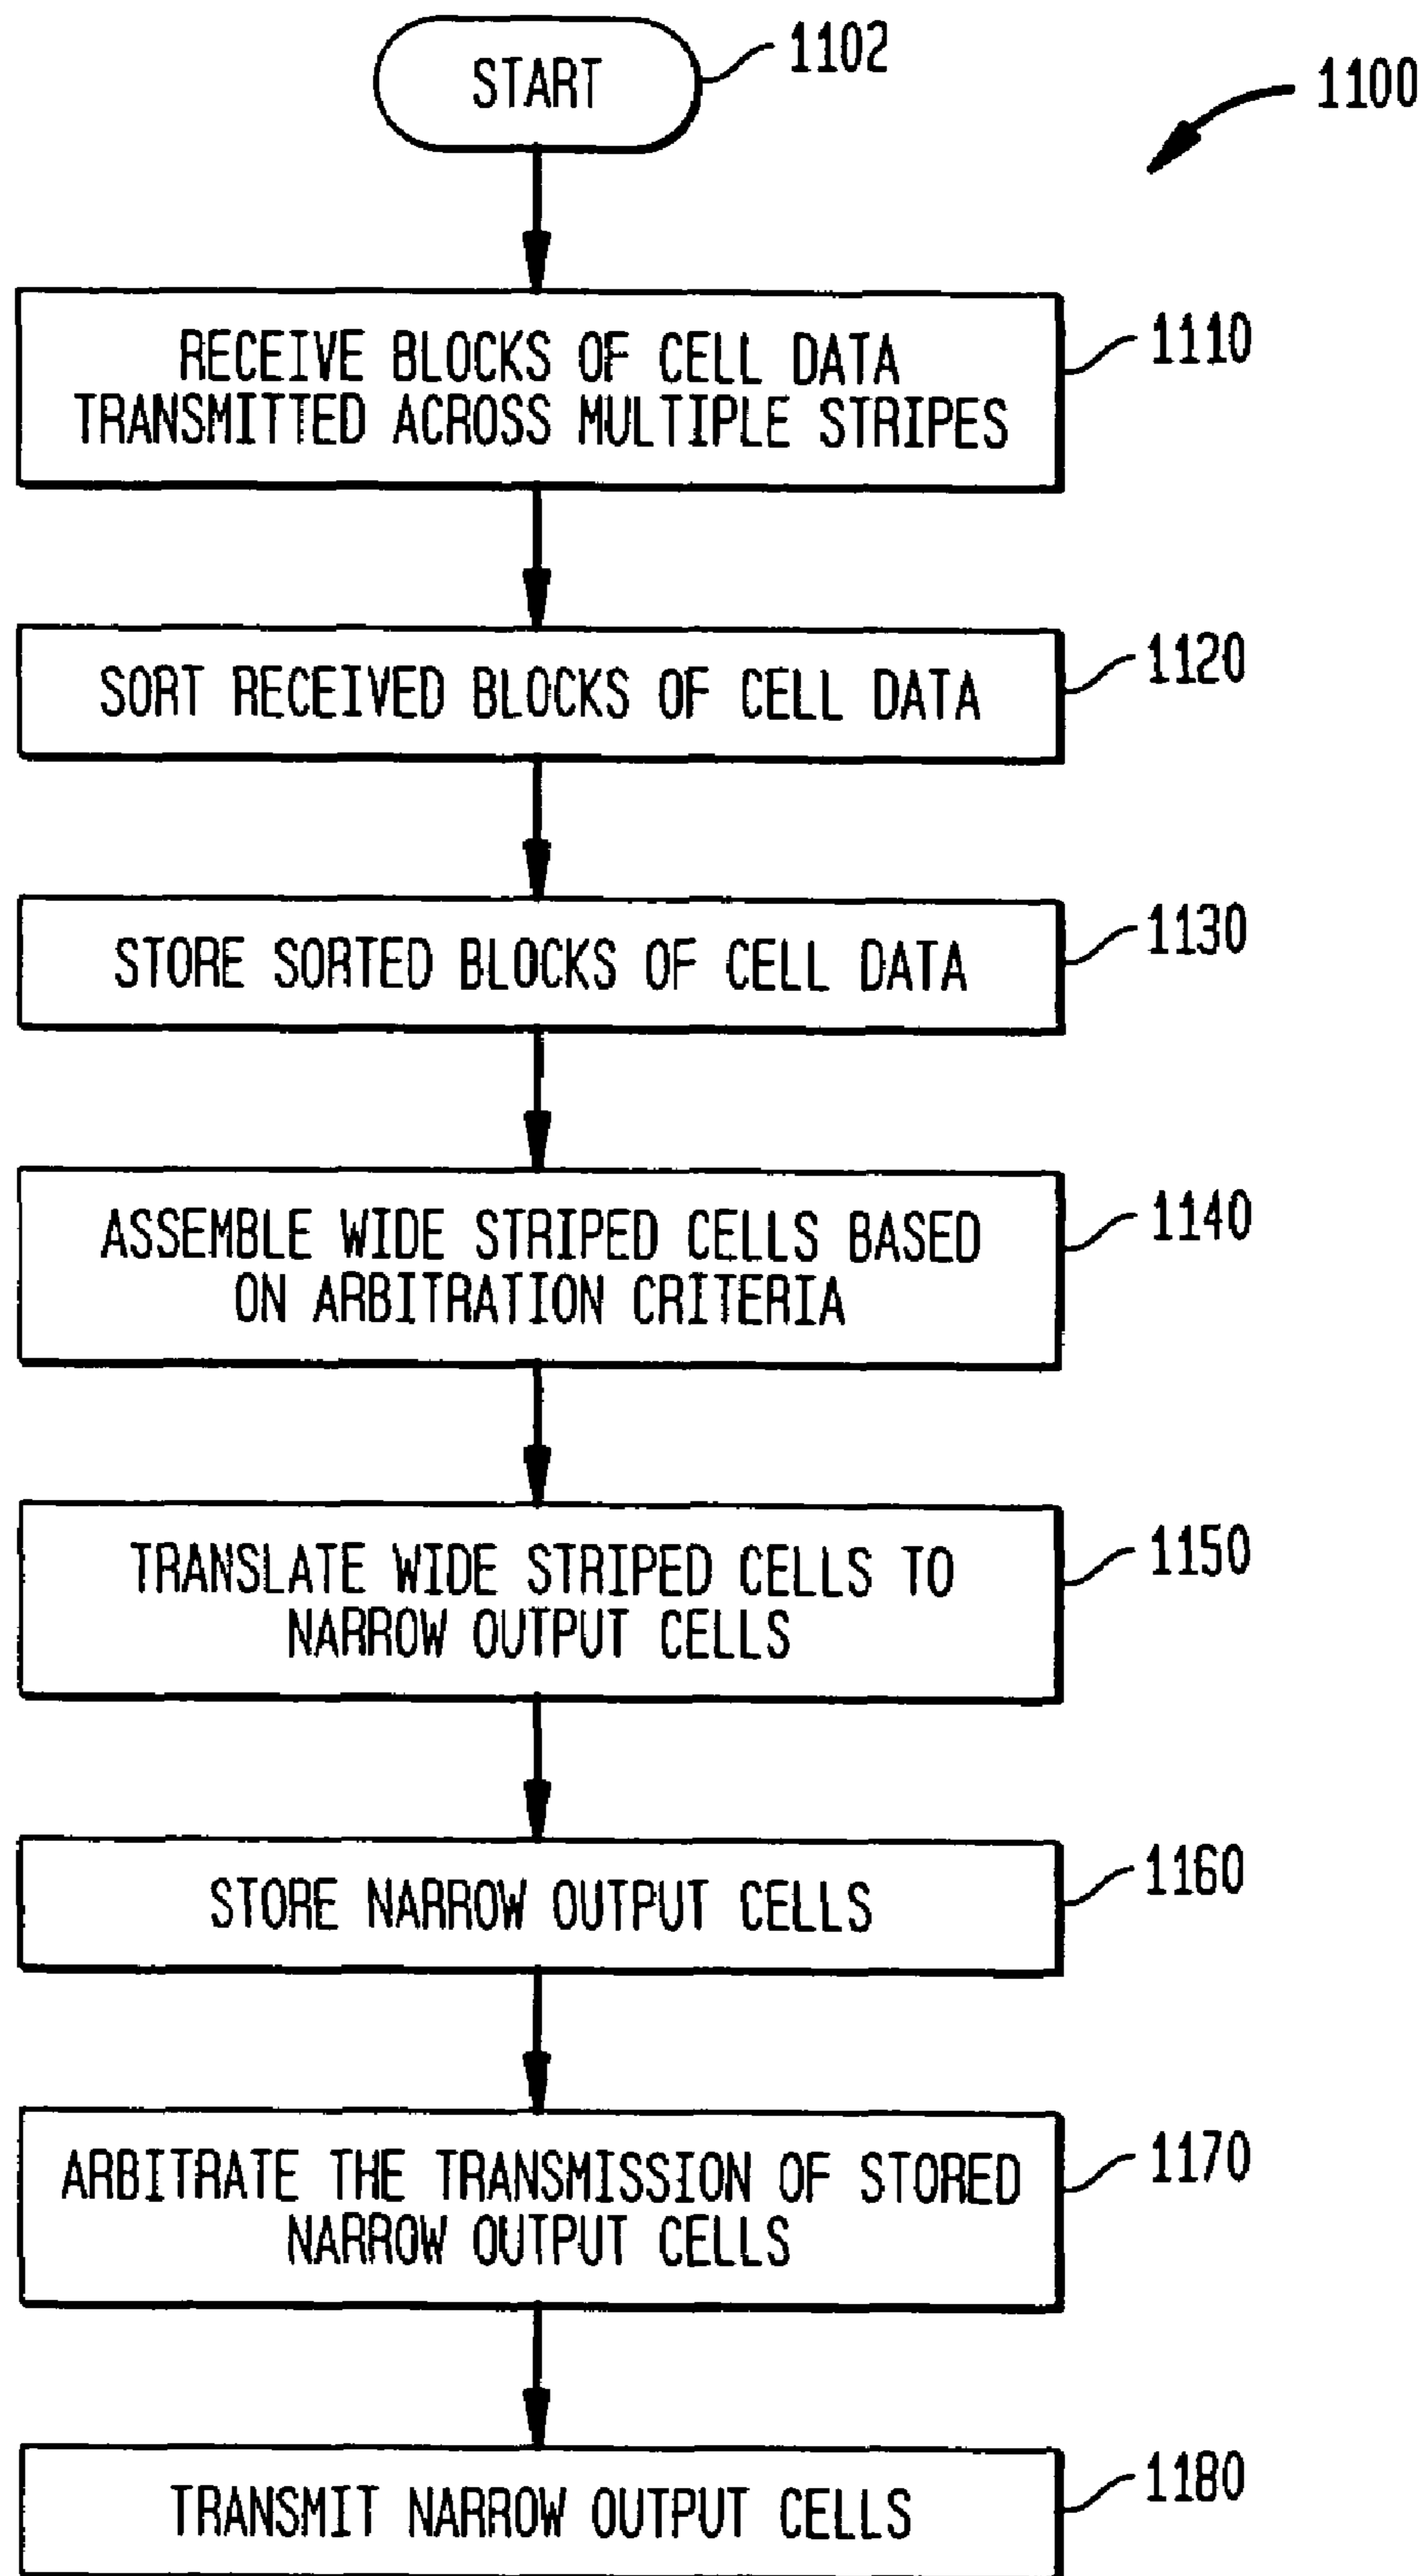 START
1102
1100
RECEIVE BLOCKS OF CELL DATA
TRANSMITTED ACROSS MULTIPLE STRIPES
1110
SORT RECEIVED BLOCKS OF CELL DATA
1120
STORE SORTED BLOCKS OF CELL DATA
1130
ASSEMBLE WIDE STRIPED CELLS BASED
ON ARBITRATION CRITERIA
1140
TRANSLATE WIDE STRIPED CELLS TO
NARROW OUTPUT CELLS
1150
STORE NARROW OUTPUT CELLS
1160
ARBITRATE THE TRANSMISSION OF STORED
NARROW OUTPUT CELLS
1170
TRANSMIT NARROW OUTPUT CELLS
1180